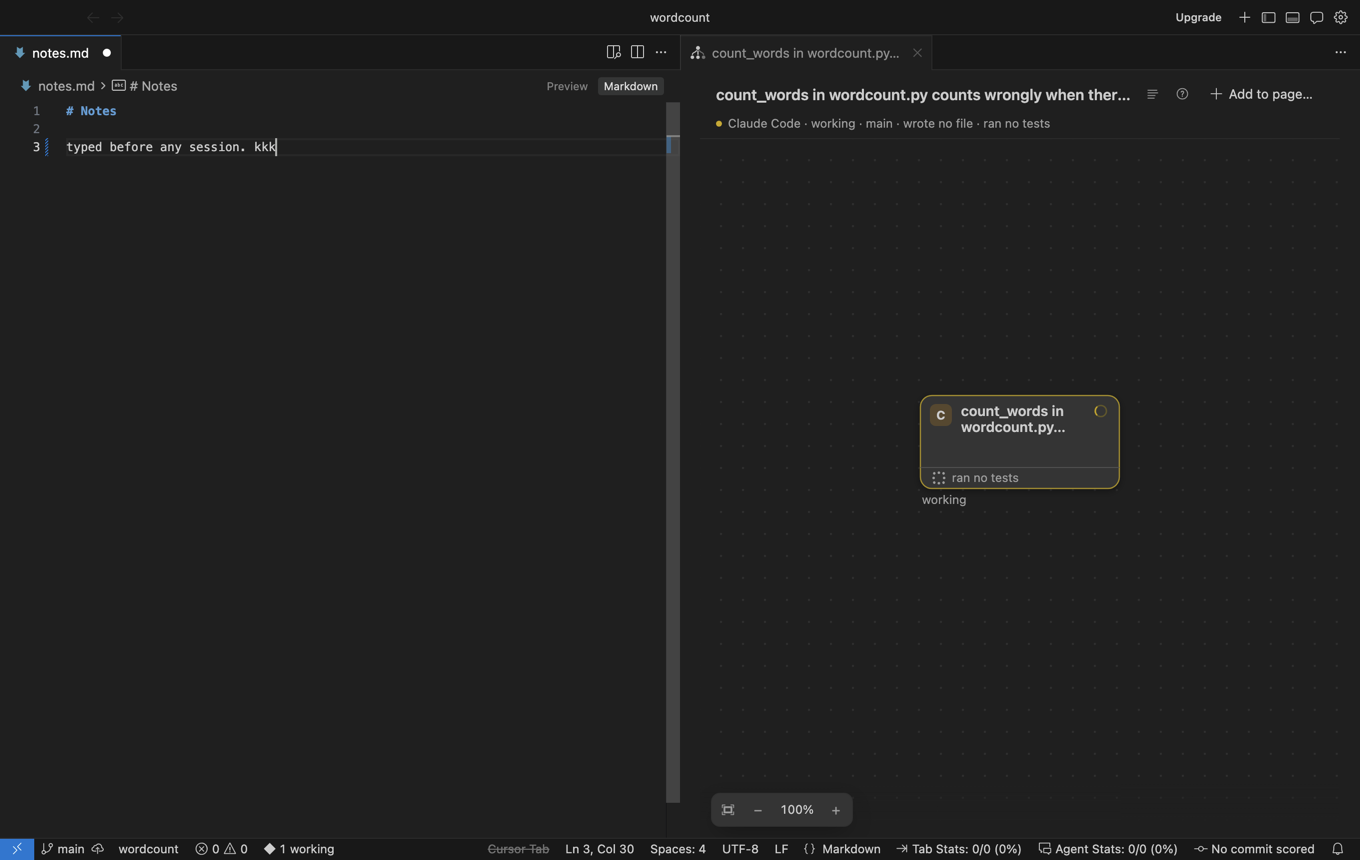 wordcount
Upgrade
notes.md
count_words in wordcount.py...
notes.md > # Notes
Preview Markdown
1 # Notes
2
3 typed before any session. kkk
count_words in wordcount.py counts wrongly when ther...
Add to page...
Claude Code · working · main · wrote no file · ran no tests
C count_words in
wordcount.py...
ran no tests
working
100%
main wordcount 0 0 1 working Cursor Tab Ln 3, Col 30 Spaces: 4 UTF-8 LF {} Markdown Tab Stats: 0/0 (0%) Agent Stats: 0/0 (0%) No commit scored